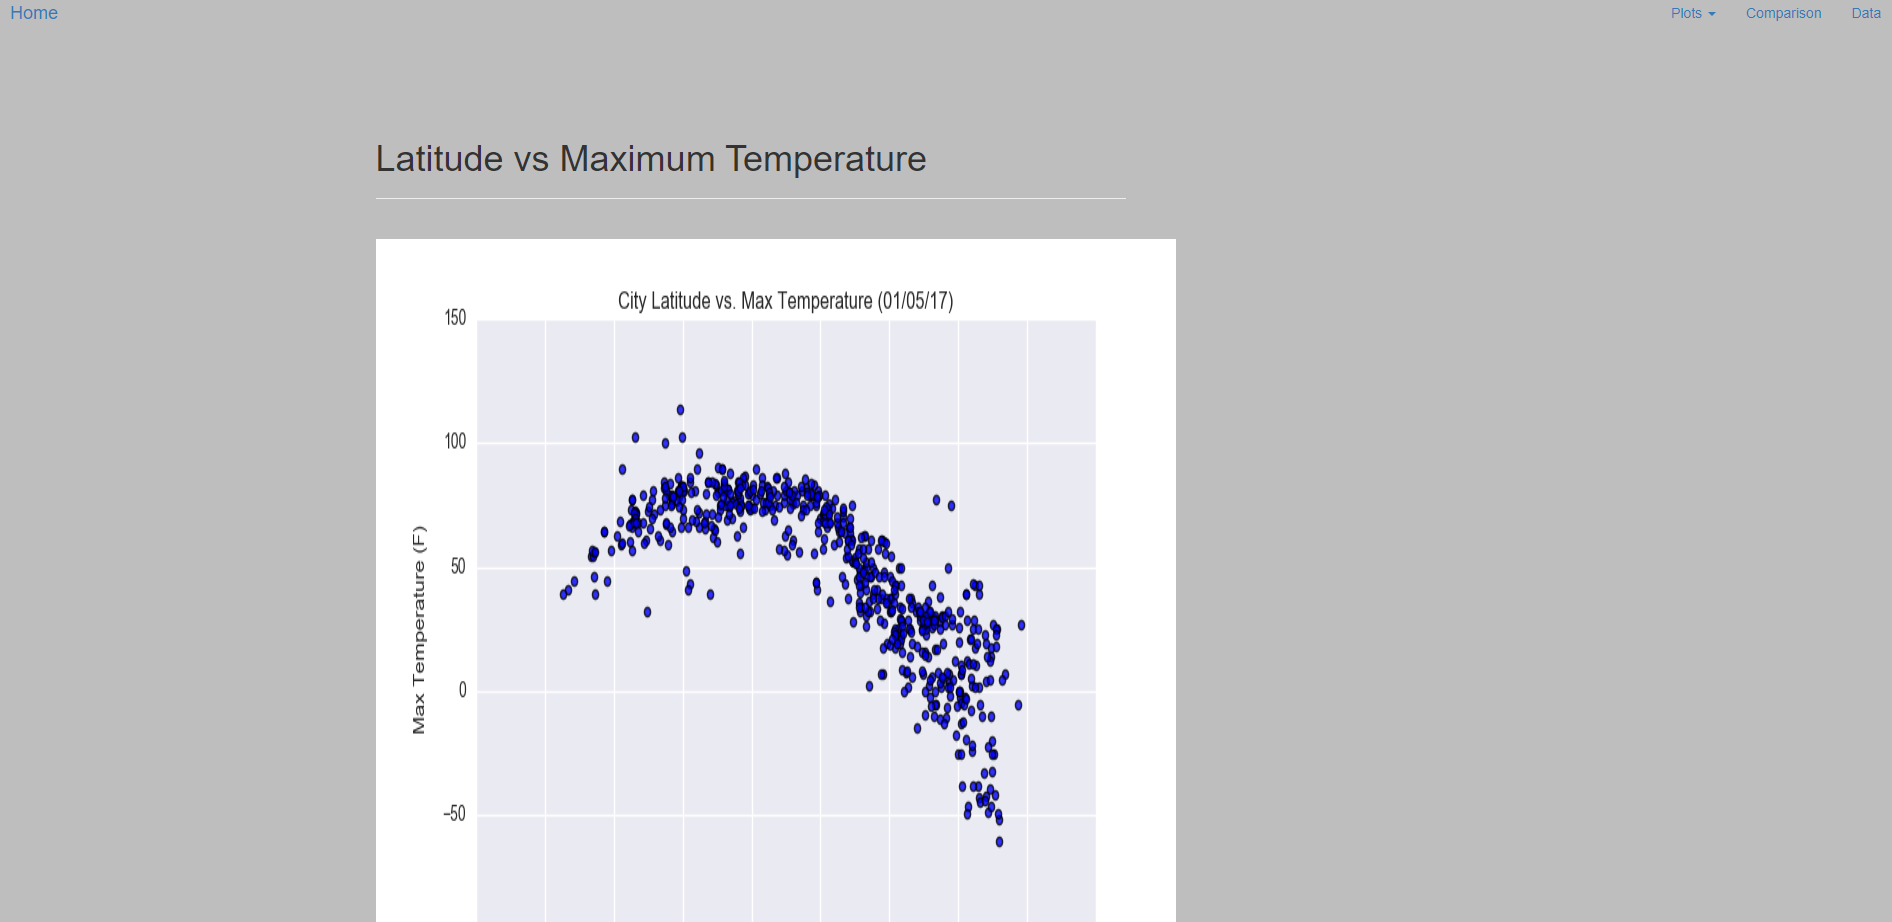 Home
Plots Comparison Data
Latitude vs Maximum Temperature
City Latitude vs. Max Temperature (01/05/17)
150
100
50
0
−50
Max Temperature (F)